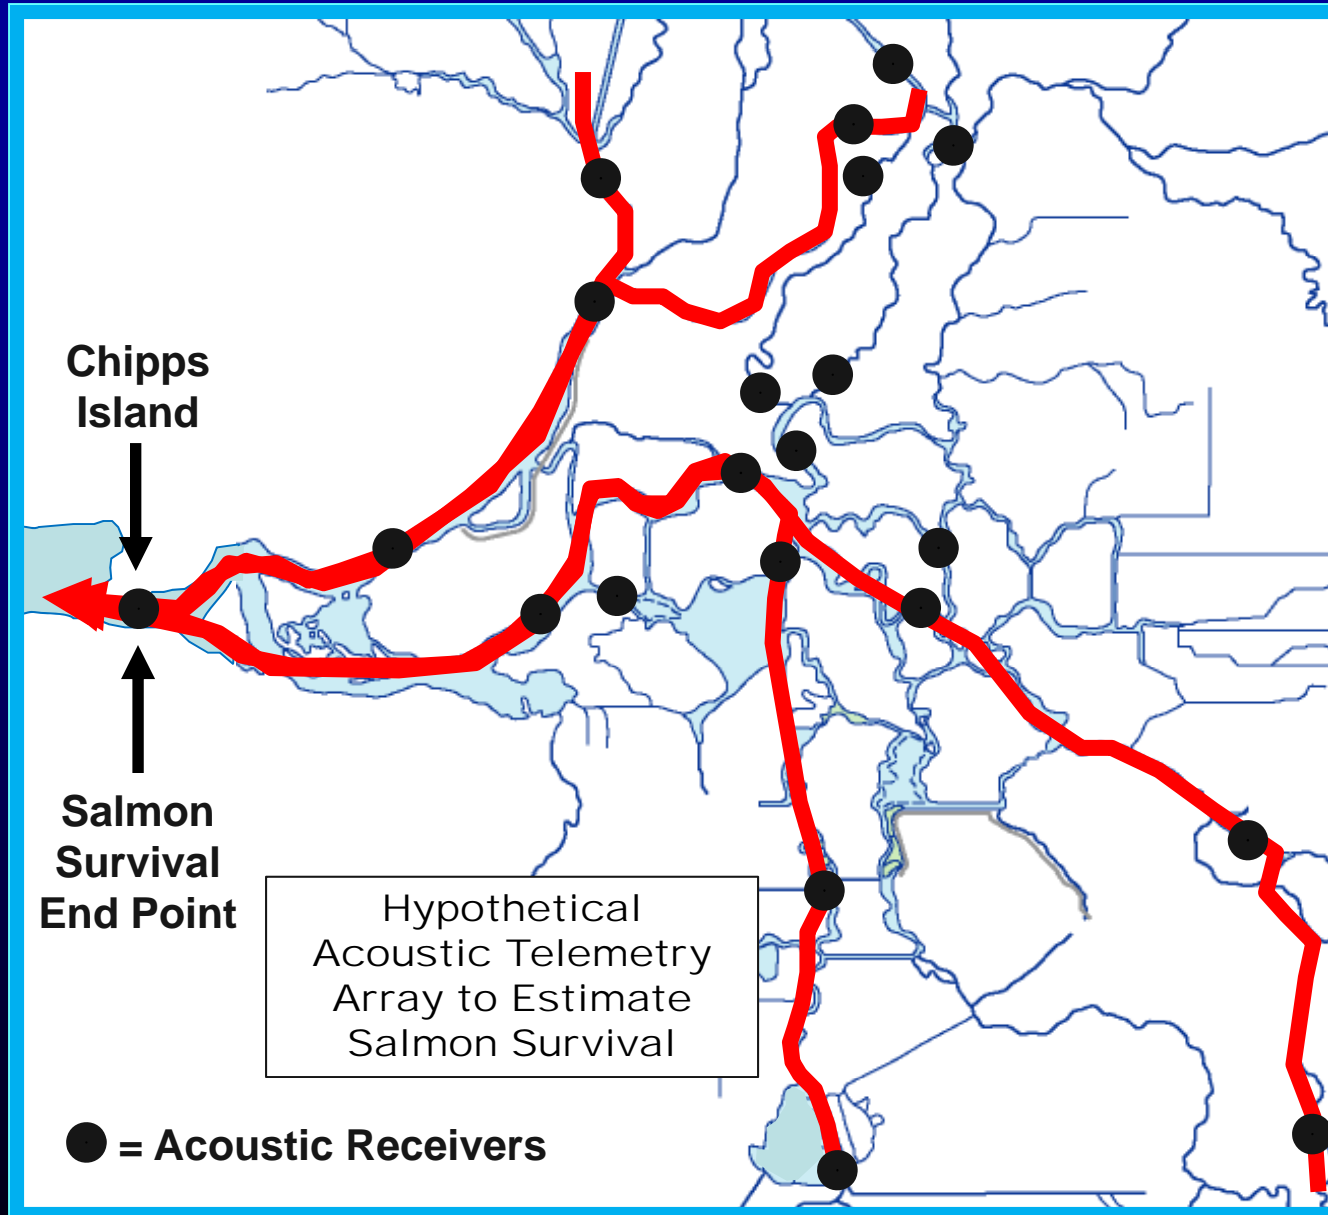 Chipps
Island
Salmon
Survival
End Point
Hypothetical
Acoustic Telemetry
Array to Estimate
Salmon Survival
= Acoustic Receivers